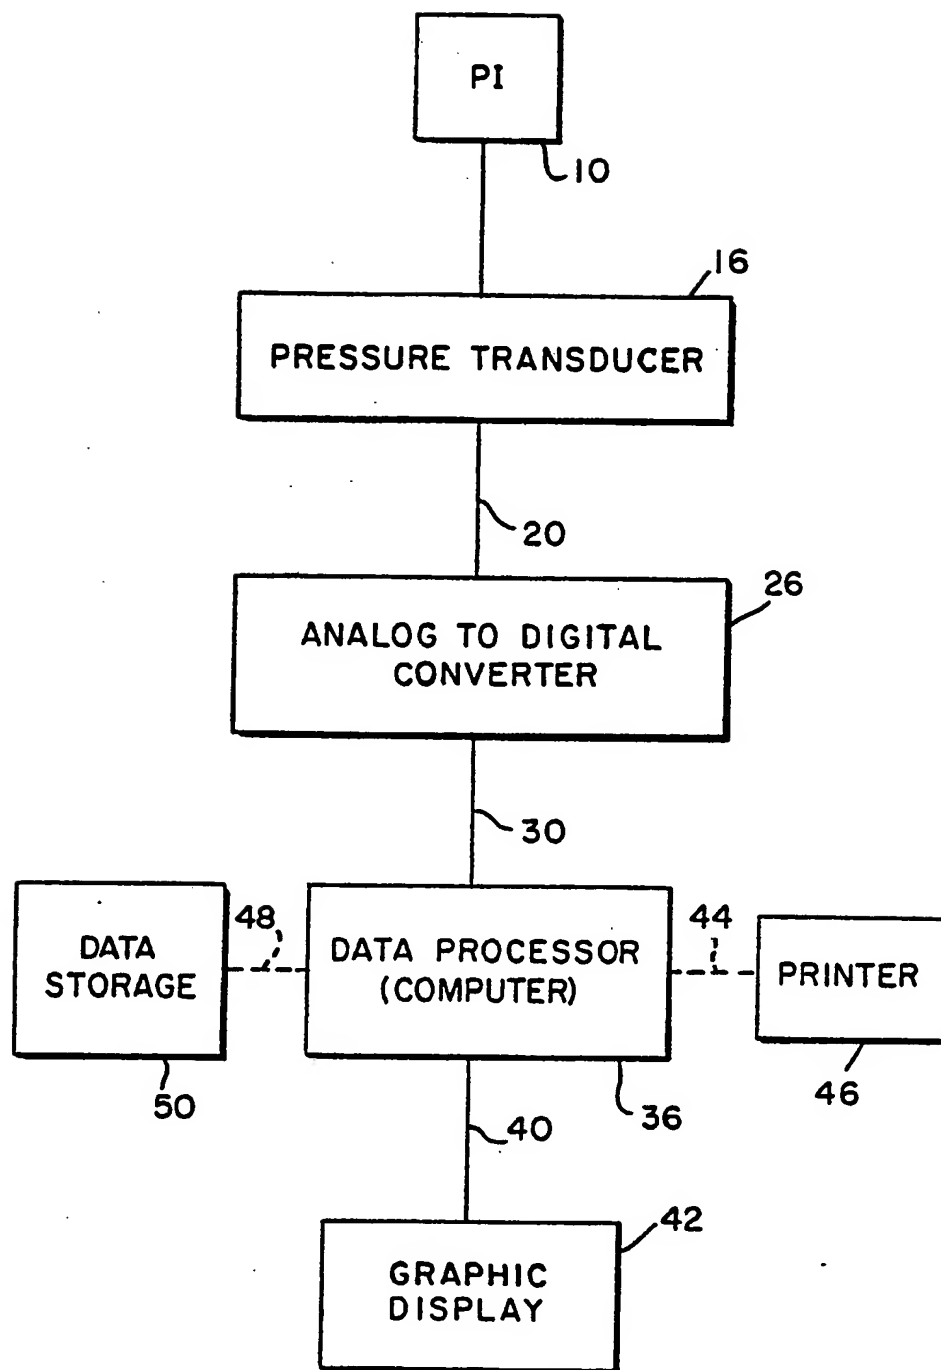 PI
10
16
PRESSURE TRANSDUCER
20
26
ANALOG TO DIGITAL
CONVERTER
30
48
44
DATA
STORAGE
DATA PROCESSOR
(COMPUTER)
PRINTER
50
40
36
46
42
GRAPHIC
DISPLAY